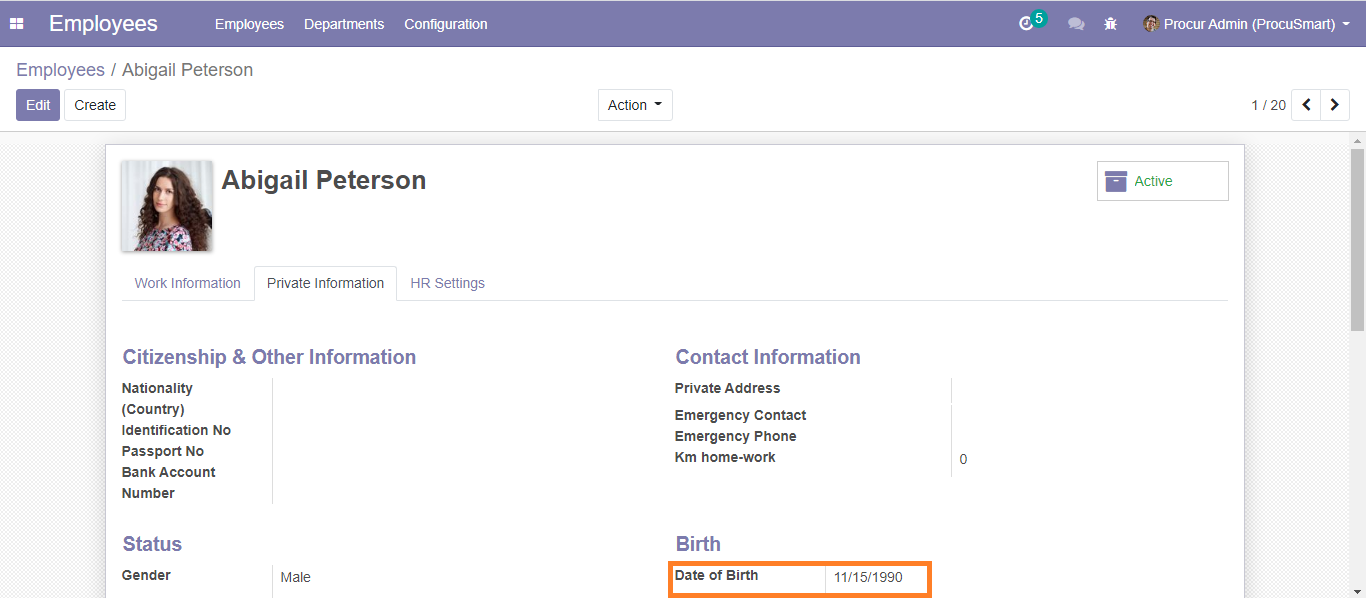 Employees Employees Departments Configuration 5 Procur Admin (ProcuSmart)
Employees / Abigail Peterson
Edit Create Action 1 / 20
Abigail Peterson
Active
Work Information Private Information HR Settings
Citizenship & Other Information
Nationality
(Country)
Identification No
Passport No
Bank Account
Number
Contact Information
Private Address
Emergency Contact
Emergency Phone
Km home-work 0
Status
Gender Male
Birth
Date of Birth 11/15/1990